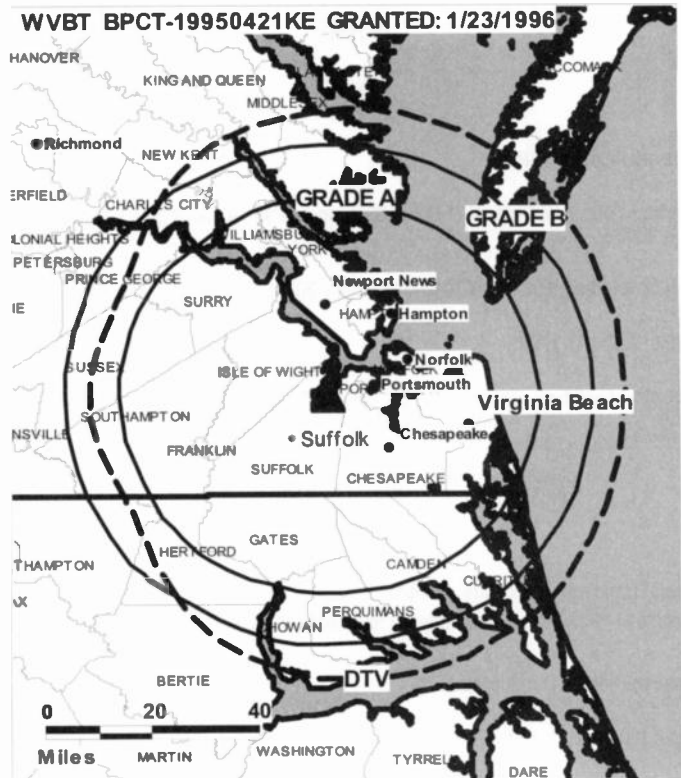 WVBT BPCT-19950421KE GRANTED: 1/23/1996
HANOVER
KING AND QUEEN
MIDDLESEX
Richmond
NEW KENT
CHARLES CITY
GRADE A
GRADE B
YORK
PRINCE GEORGE
PETERSBURG
Newport News
SURRY
Hampton
Norfolk
SUSSEX
ISLE OF WIGHT
Portsmouth
Virginia Beach
SOUTHAMPTON
Chesapeake
Suffolk
FRANKLIN
SUFFOLK
CHESAPEAKE
GATES
HERTFORD
CAMDEN
PERQUIMANS
DTV
BERTIE
0 20 40
Miles
MARTIN
WASHINGTON
TYRREL
DARE